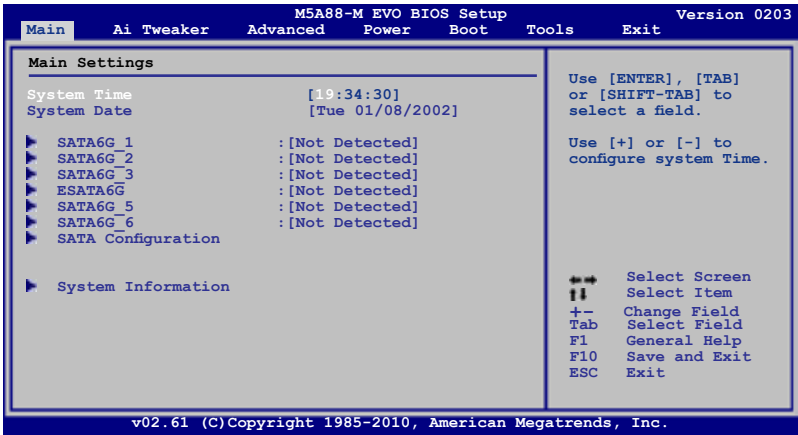 M5A88-M EVO BIOS Setup Version 0203
Main Ai Tweaker Advanced Power Boot Tools Exit
Main Settings
System Time [19:34:30]
System Date [Tue 01/08/2002]
SATA6G_1 :[Not Detected]
SATA6G_2 :[Not Detected]
SATA6G_3 :[Not Detected]
ESATA6G :[Not Detected]
SATA6G_5 :[Not Detected]
SATA6G_6 :[Not Detected]
SATA Configuration
System Information
Use [ENTER], [TAB]
or [SHIFT-TAB] to
select a field.
Use [+] or [-] to
configure system Time.
Select Screen
Select Item
+- Change Field
Tab Select Field
F1 General Help
F10 Save and Exit
ESC Exit
v02.61 (C)Copyright 1985-2010, American Megatrends, Inc.